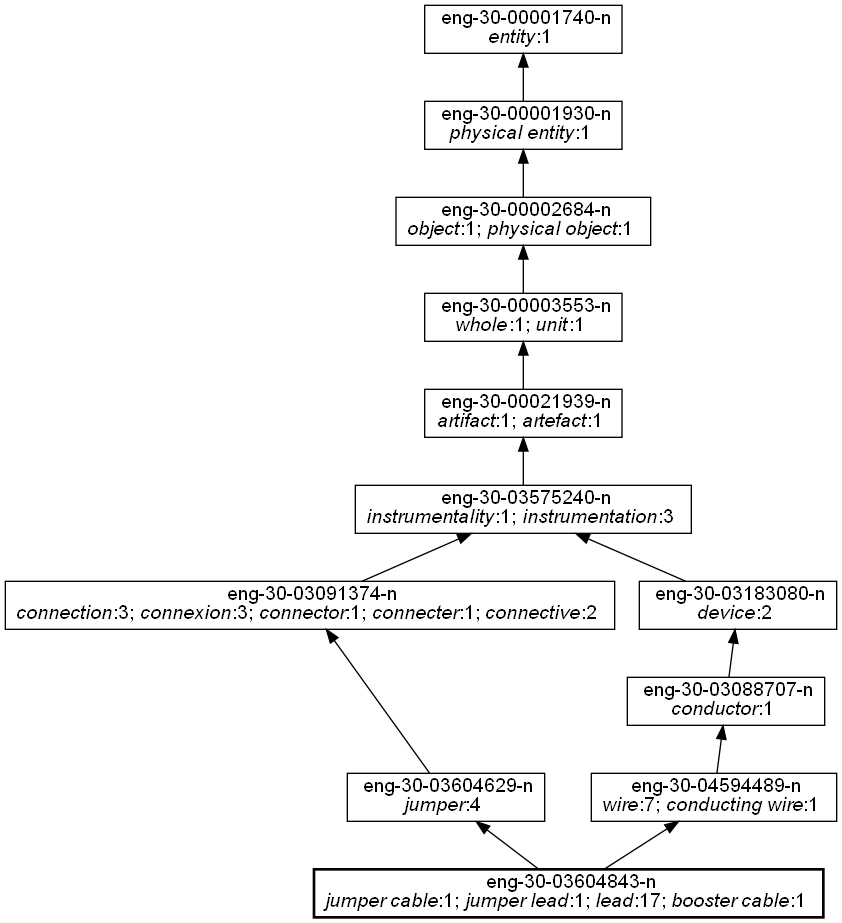 eng-30-00001740-n
entity:1
eng-30-00001930-n
physical entity:1
eng-30-00002684-n
object:1; physical object:1
eng-30-00003553-n
whole:1; unit:1
eng-30-00021939-n
artifact:1; artefact:1
eng-30-03575240-n
instrumentality:1; instrumentation:3
eng-30-03091374-n
connection:3; connexion:3; connector:1; connecter:1; connective:2
eng-30-03183080-n
device:2
eng-30-03088707-n
conductor:1
eng-30-03604629-n
jumper:4
eng-30-04594489-n
wire:7; conducting wire:1
eng-30-03604843-n
jumper cable:1; jumper lead:1; lead:17; booster cable:1